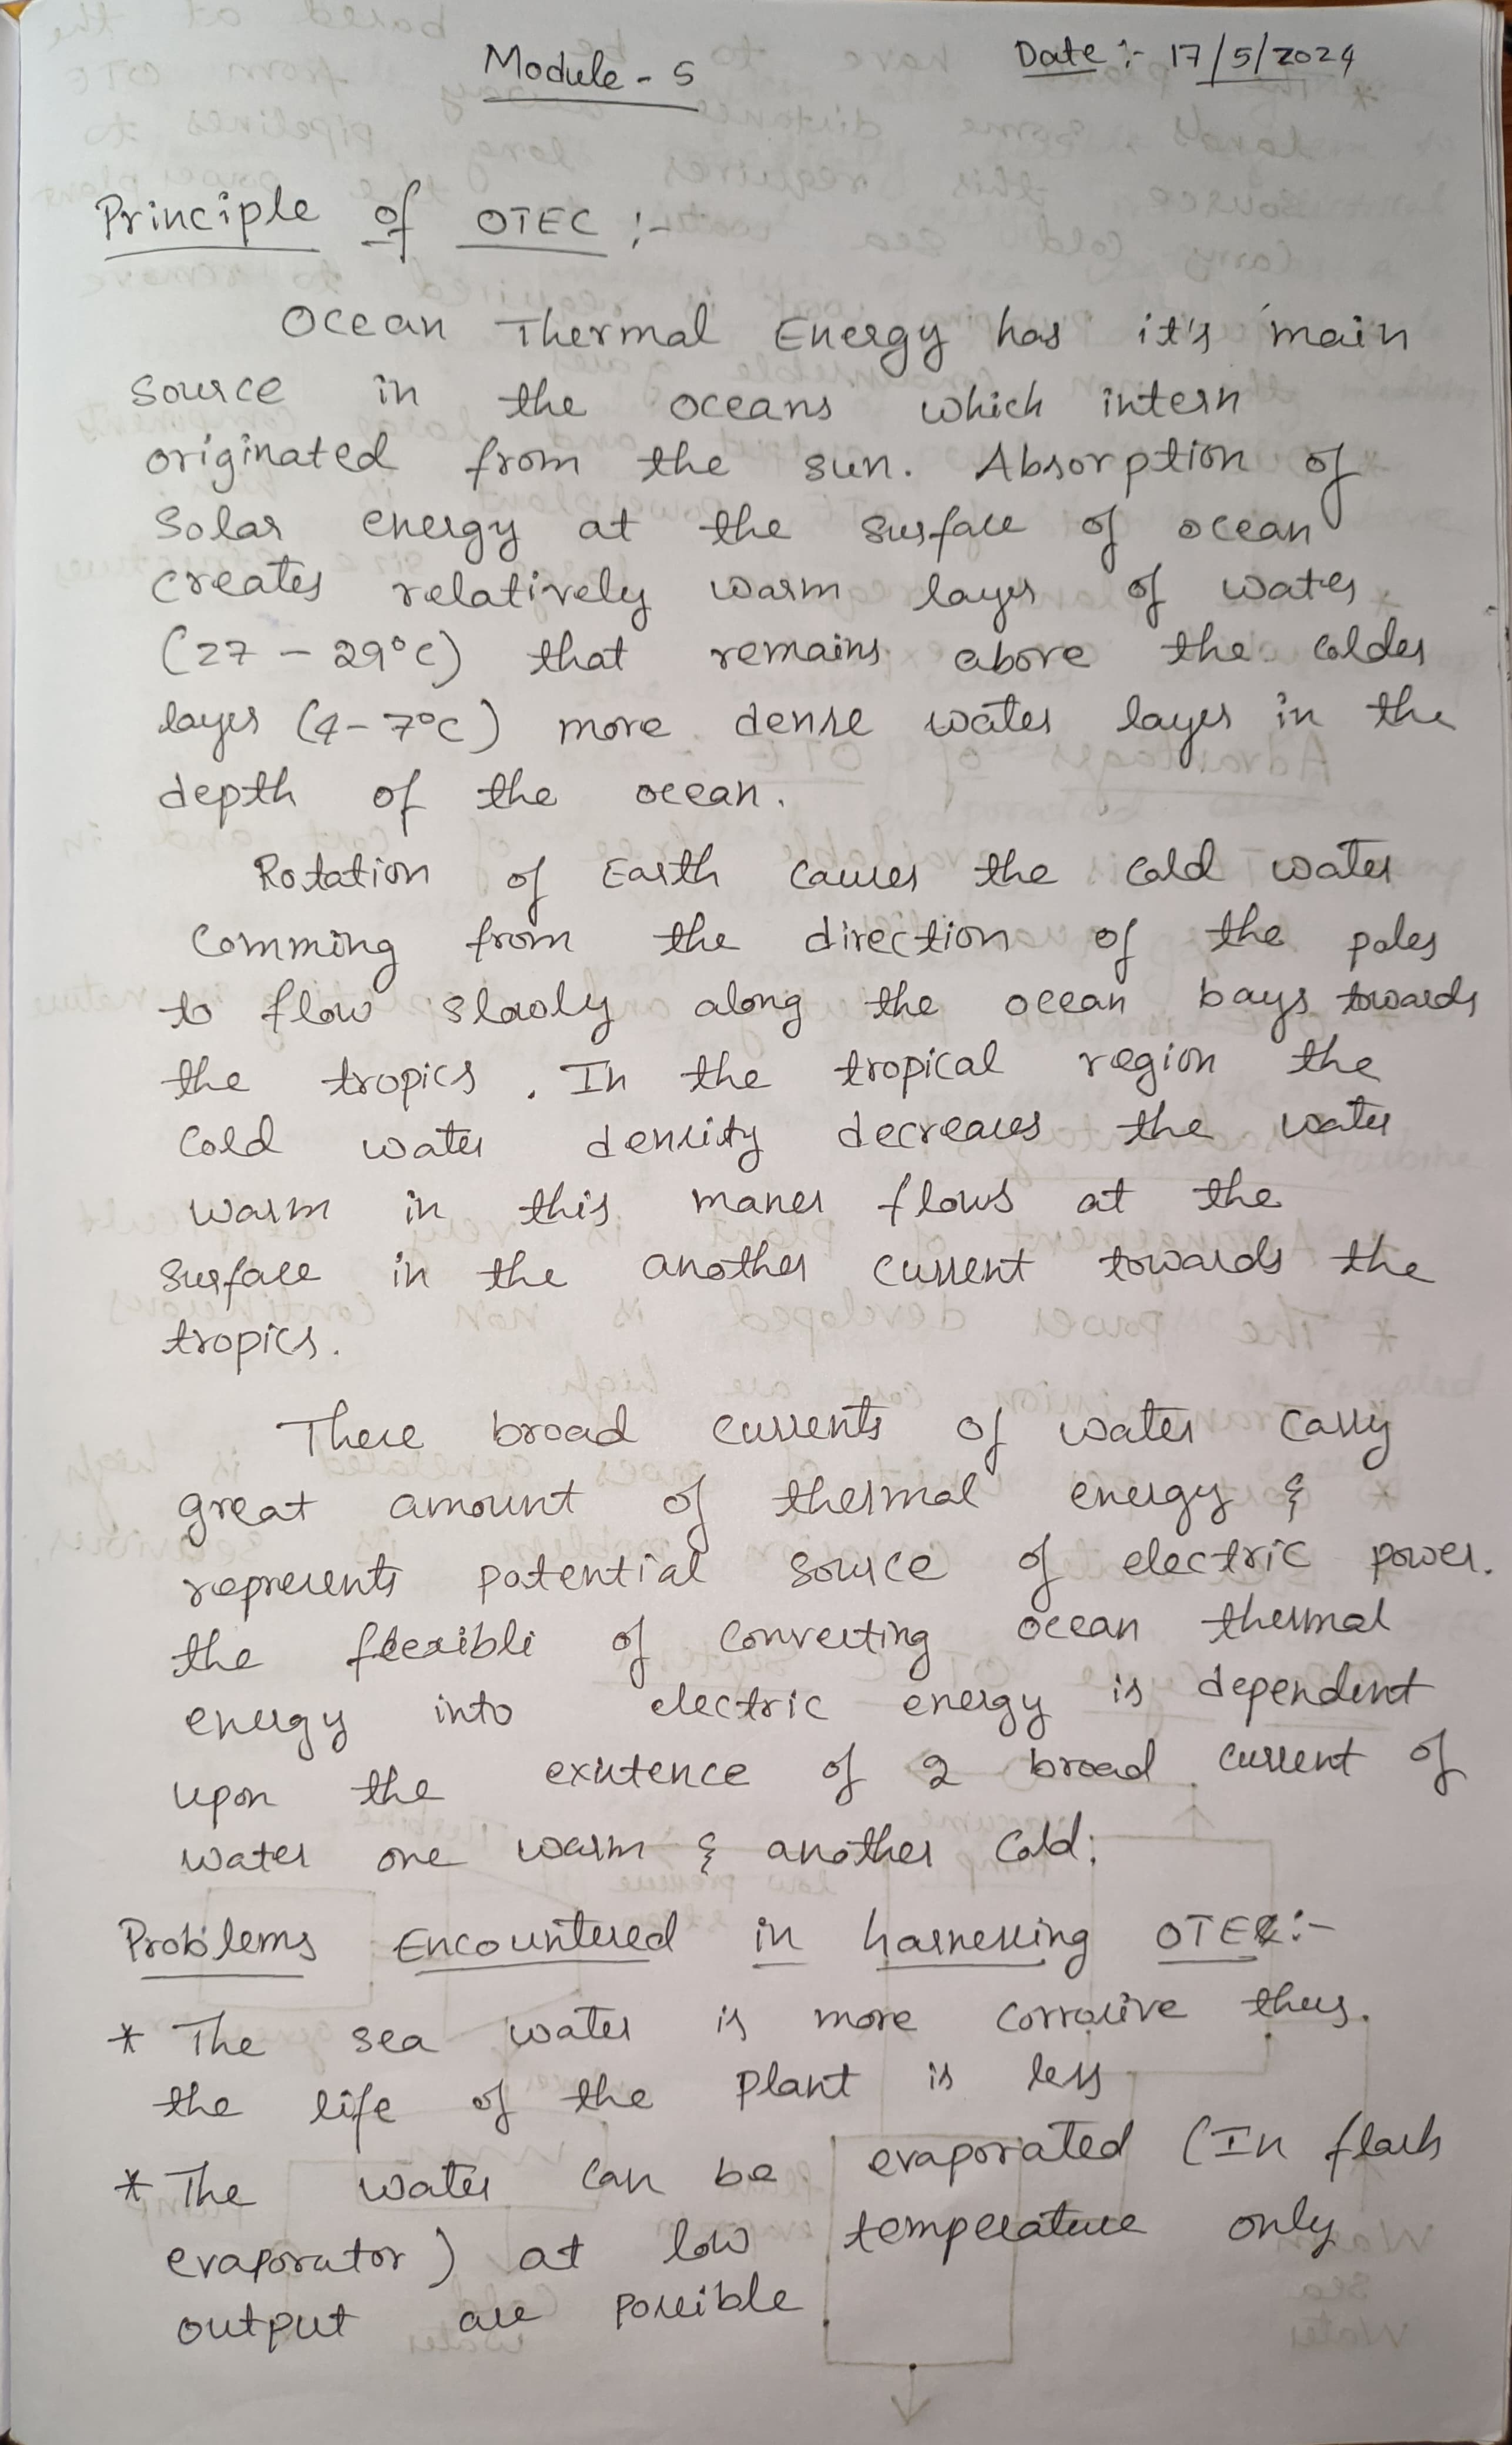 Module - 5
Date :- 17/5/2024
Principle of OTEC :-
Ocean Thermal Energy has it's main
source in the oceans which intern
originated from the sun. Absorption of
solar energy at the surface of ocean
creates relatively warm layer of water
(27 - 29°C) that remains above the colder
layer (4-7°C) more dense water layer in the
depth of the ocean.
Rotation of Earth causes the cold water
Comming from the direction of the poles
to flow slowly along the ocean bays towards
the tropics. In the tropical region the
cold water density decreases the water
warm in this maner flows at the
surface in the another current towards the
tropics.
These broad currents of water carry
great amount of thermal energy &
represents potential source of electric power.
the flexible of converting ocean thermal
energy into electric energy is dependent
upon the existence of 2 broad current of
water one warm & another cold.
Problems Encountered in harnessing OTEC:-
* The sea water is more corrosive thus.
the life of the plant is less
* The water can be evaporated (In flash
evaporator) at low temperature only
output are possible